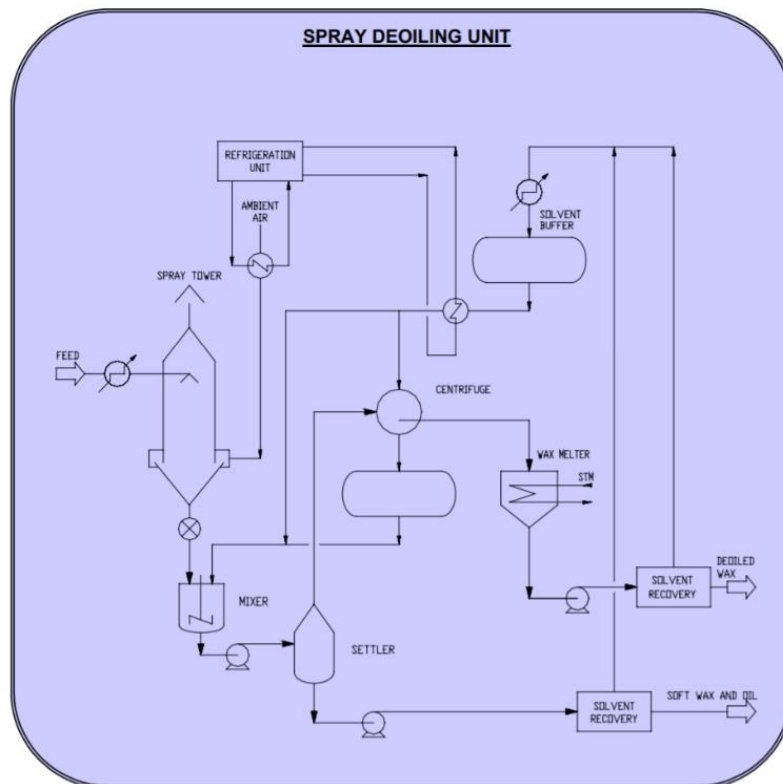 SPRAY DEOILING UNIT
REFRIGERATION
UNIT
AMBIENT
AIR
SOLVENT
BUFFER
SPRAY TOWER
FEED
CENTRIFUGE
WAX MELTER
STM
DEOILED
WAX
SOLVENT
RECOVERY
MIXER
SETTLER
SOFT WAX AND OIL
SOLVENT
RECOVERY